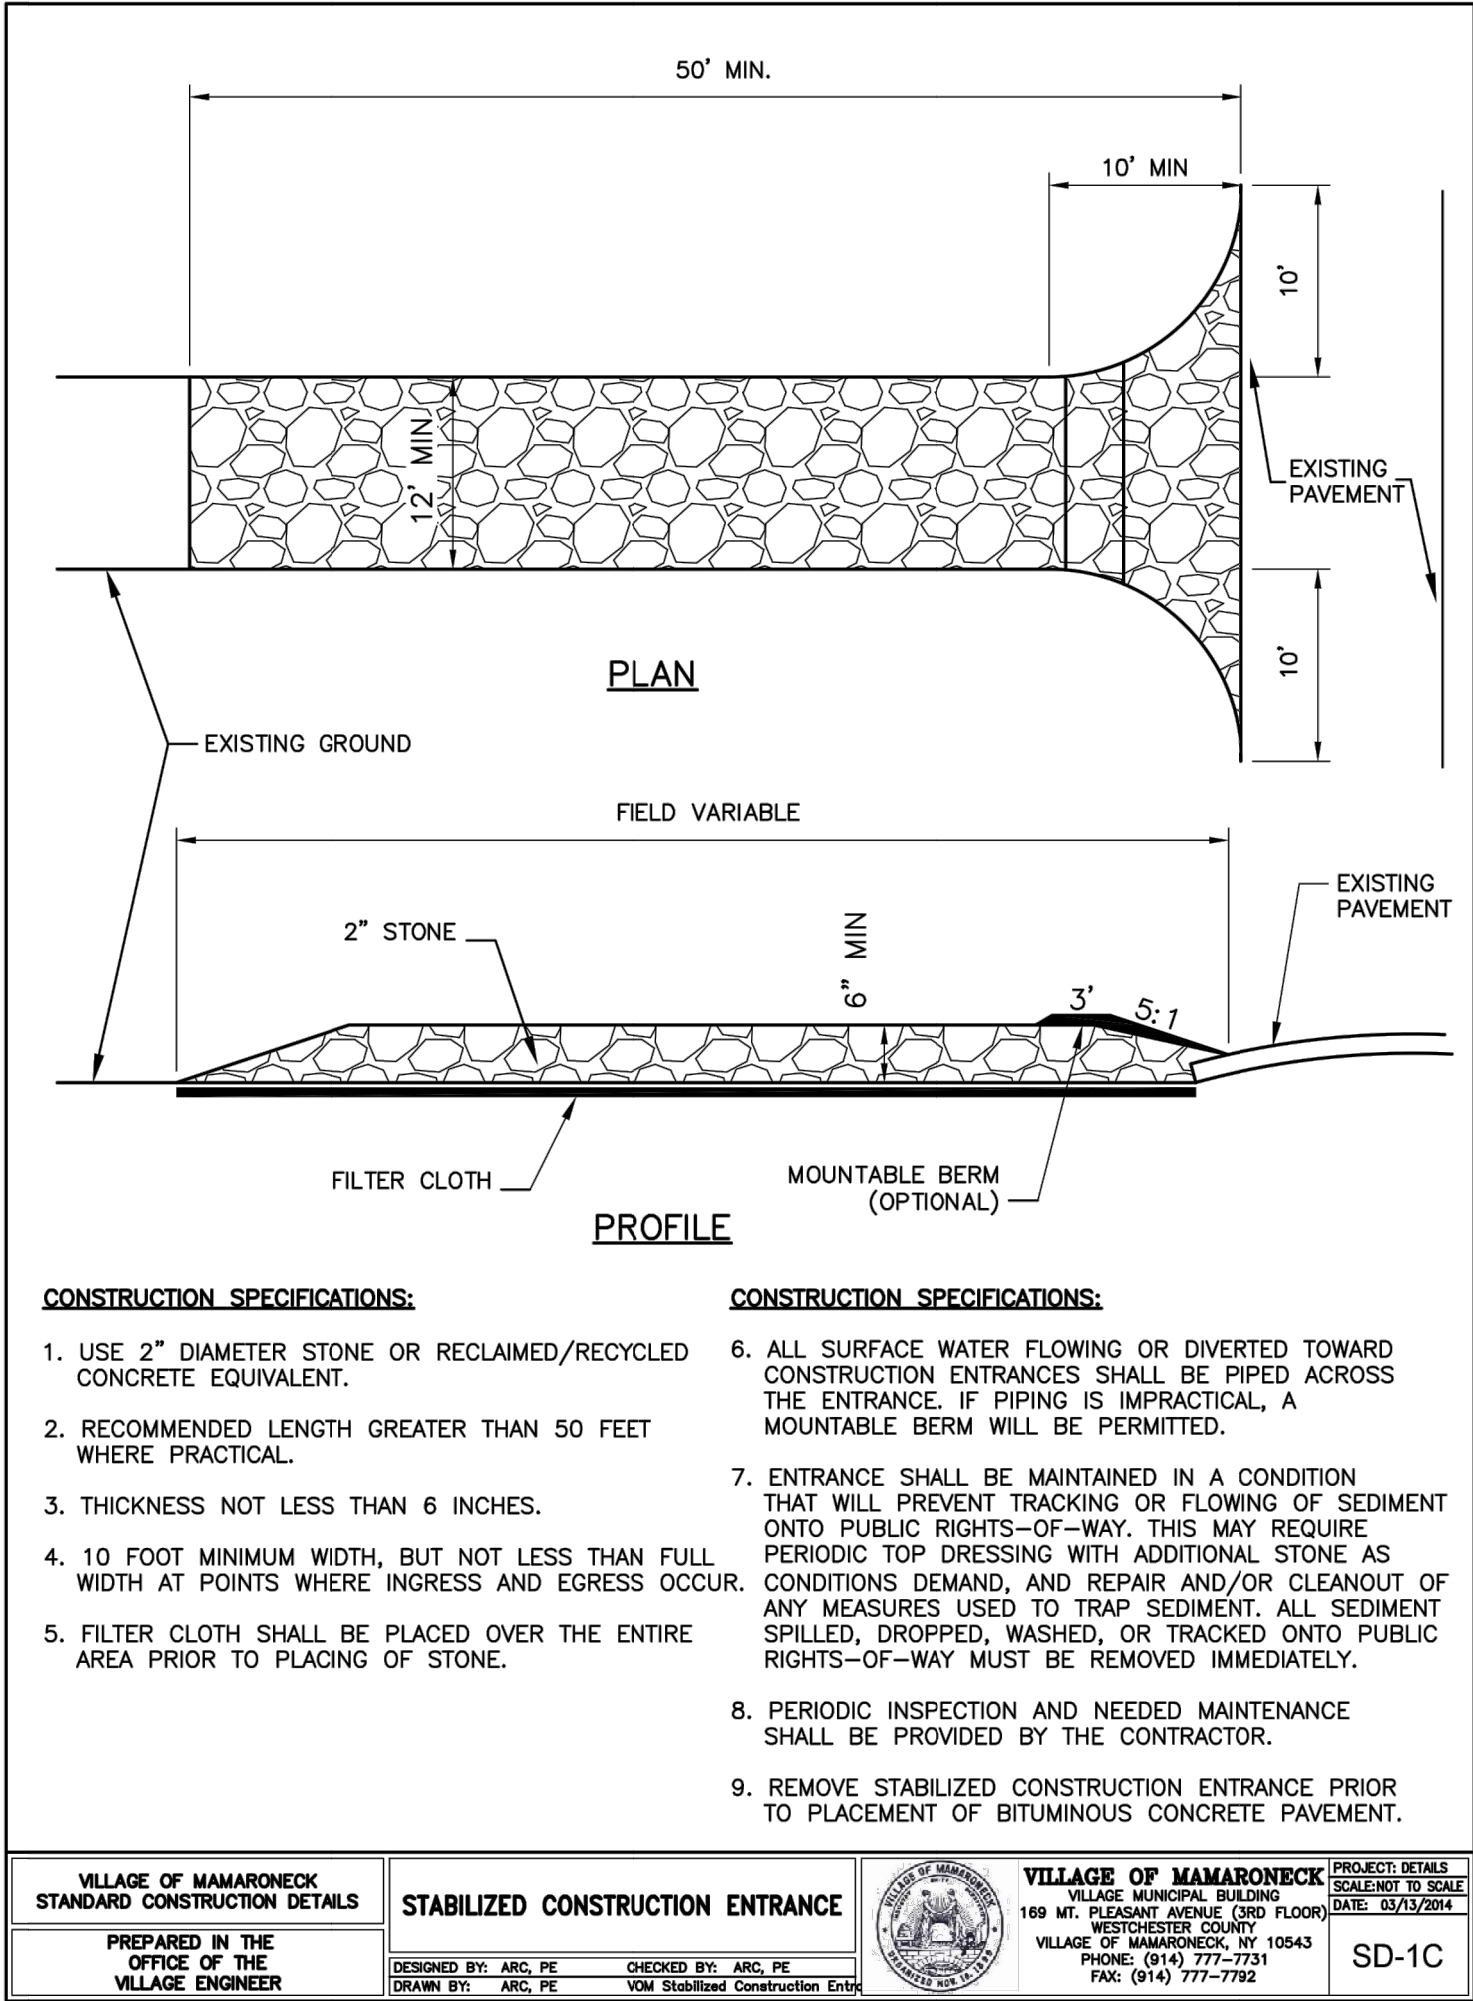 50' MIN.
10' MIN
10'
12' MIN
EXISTING
PAVEMENT
10'
PLAN
EXISTING GROUND
FIELD VARIABLE
EXISTING
PAVEMENT
2" STONE
6" MIN
3'
5:1
FILTER CLOTH
MOUNTABLE BERM
(OPTIONAL)
PROFILE
CONSTRUCTION SPECIFICATIONS:
1. USE 2" DIAMETER STONE OR RECLAIMED/RECYCLED
CONCRETE EQUIVALENT.
2. RECOMMENDED LENGTH GREATER THAN 50 FEET
WHERE PRACTICAL.
3. THICKNESS NOT LESS THAN 6 INCHES.
4. 10 FOOT MINIMUM WIDTH, BUT NOT LESS THAN FULL
WIDTH AT POINTS WHERE INGRESS AND EGRESS OCCUR.
5. FILTER CLOTH SHALL BE PLACED OVER THE ENTIRE
AREA PRIOR TO PLACING OF STONE.
CONSTRUCTION SPECIFICATIONS:
6. ALL SURFACE WATER FLOWING OR DIVERTED TOWARD
CONSTRUCTION ENTRANCES SHALL BE PIPED ACROSS
THE ENTRANCE. IF PIPING IS IMPRACTICAL, A
MOUNTABLE BERM WILL BE PERMITTED.
7. ENTRANCE SHALL BE MAINTAINED IN A CONDITION
THAT WILL PREVENT TRACKING OR FLOWING OF SEDIMENT
ONTO PUBLIC RIGHTS-OF-WAY. THIS MAY REQUIRE
PERIODIC TOP DRESSING WITH ADDITIONAL STONE AS
CONDITIONS DEMAND, AND REPAIR AND/OR CLEANOUT OF
ANY MEASURES USED TO TRAP SEDIMENT. ALL SEDIMENT
SPILLED, DROPPED, WASHED, OR TRACKED ONTO PUBLIC
RIGHTS-OF-WAY MUST BE REMOVED IMMEDIATELY.
8. PERIODIC INSPECTION AND NEEDED MAINTENANCE
SHALL BE PROVIDED BY THE CONTRACTOR.
9. REMOVE STABILIZED CONSTRUCTION ENTRANCE PRIOR
TO PLACEMENT OF BITUMINOUS CONCRETE PAVEMENT.
VILLAGE OF MAMARONECK
STANDARD CONSTRUCTION DETAILS
PREPARED IN THE
OFFICE OF THE
VILLAGE ENGINEER
STABILIZED CONSTRUCTION ENTRANCE
DESIGNED BY: ARC, PE CHECKED BY: ARC, PE
DRAWN BY: ARC, PE VOM Stabilized Construction Entrc
VILLAGE OF MAMARONECK
ORGANIZED NOV. 18, 1895
VILLAGE OF MAMARONECK
VILLAGE MUNICIPAL BUILDING
169 MT. PLEASANT AVENUE (3RD FLOOR)
WESTCHESTER COUNTY
VILLAGE OF MAMARONECK, NY 10543
PHONE: (914) 777-7731
FAX: (914) 777-7792
PROJECT: DETAILS
SCALE:NOT TO SCALE
DATE: 03/13/2014
SD-1C